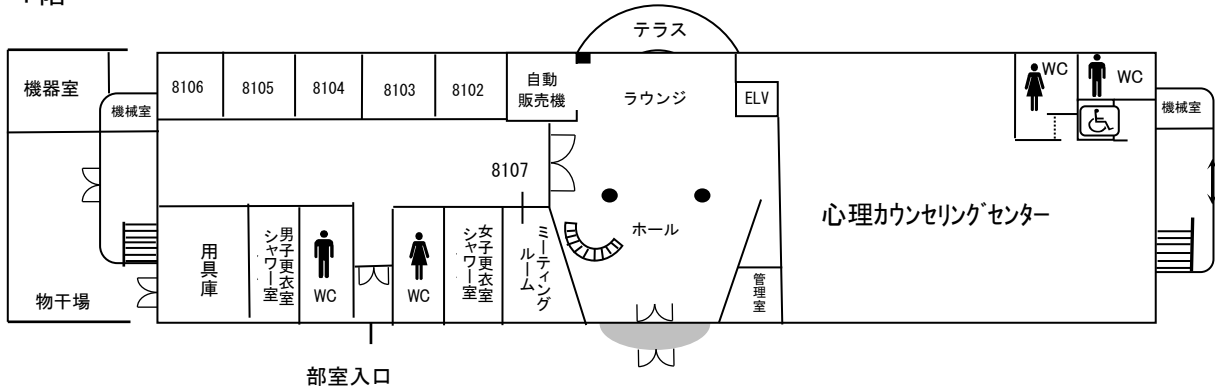 テラス
機器室
機械室
8106
8105
8104
8103
8102
自動
販売機
ラウンジ
ELV
WC
WC
機械室
8107
ホール
心理カウンセリングセンター
物干場
用具庫
男子更衣室
シャワー室
WC
WC
女子更衣室
シャワー室
ミーティング
ルーム
管理室
部室入口